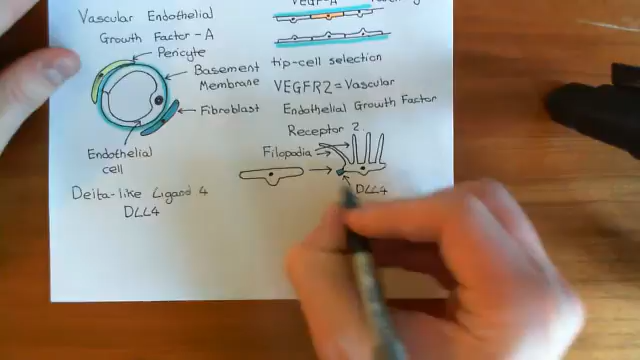 Vascular Endothelial
Growth Factor-A
Pericyte
Basement
Membrane
Fibroblast
Endothelial
cell
Delta-like Ligand 4
DLL4
VEGF-A
tip-cell selection
VEGFR2 = Vascular
Endothelial Growth Factor
Receptor 2.
Filopodia
DLL4